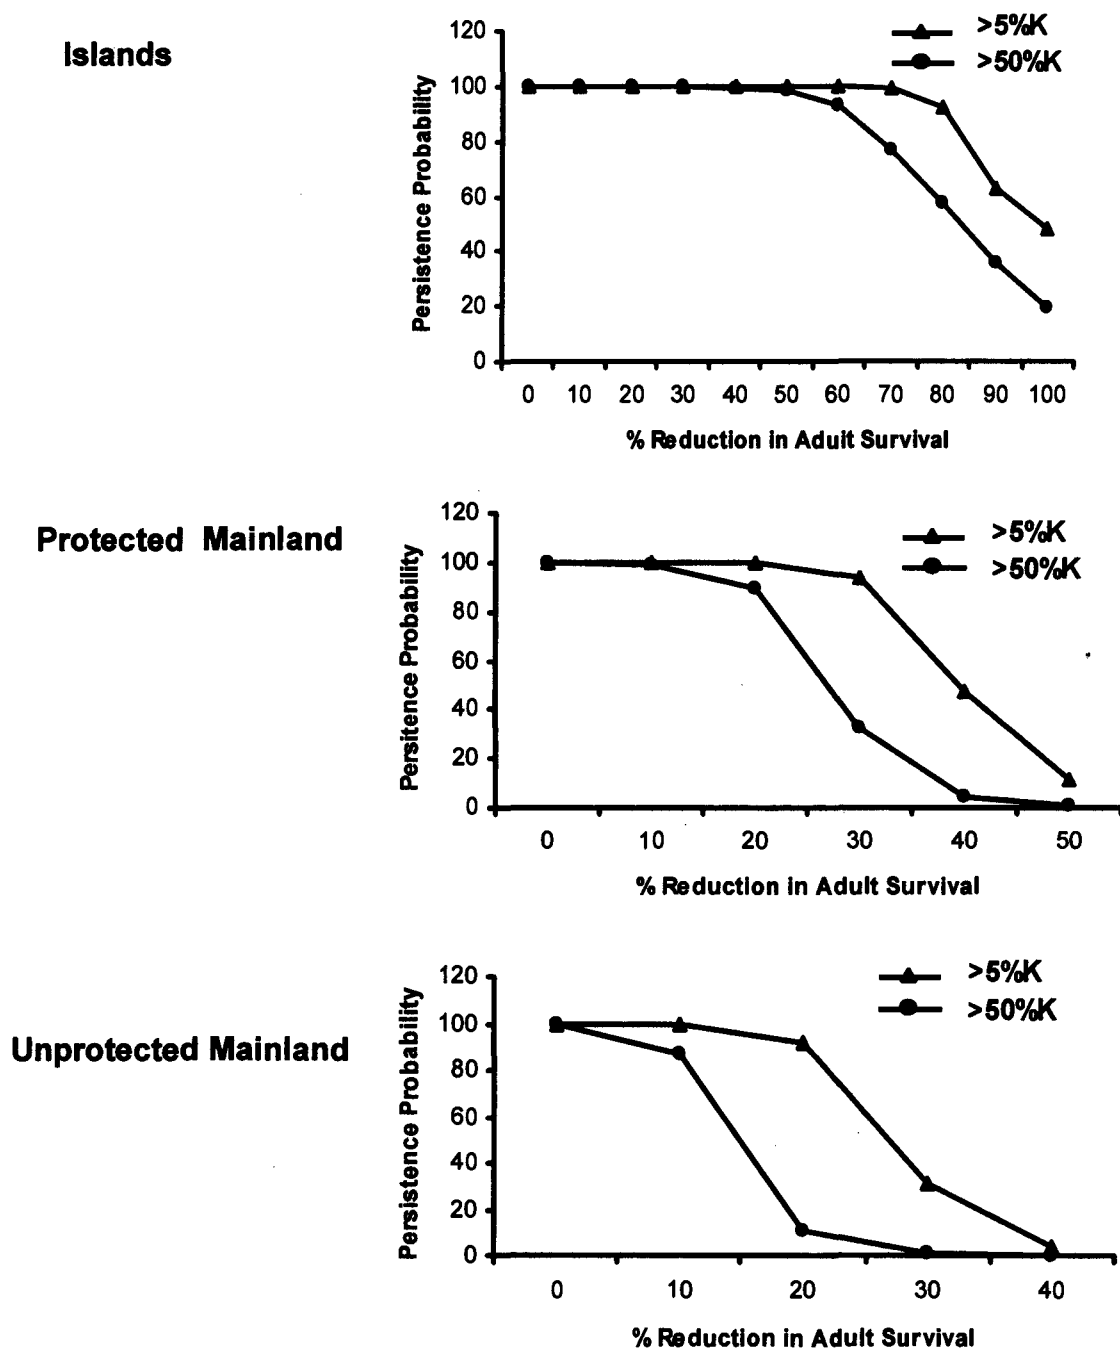 Islands
>5%K
>50%K
Persistence Probability
120
100
80
60
40
20
0
0 10 20 30 40 50 60 70 80 90 100
% Reduction in Adult Survival
Protected Mainland
>5%K
>50%K
Persitence Probability
120
100
80
60
40
20
0
0 10 20 30 40 50
% Reduction in Adult Survival
Unprotected Mainland
>5%K
>50%K
Persistence Probability
120
100
80
60
40
20
0
0 10 20 30 40
% Reduction in Adult Survival